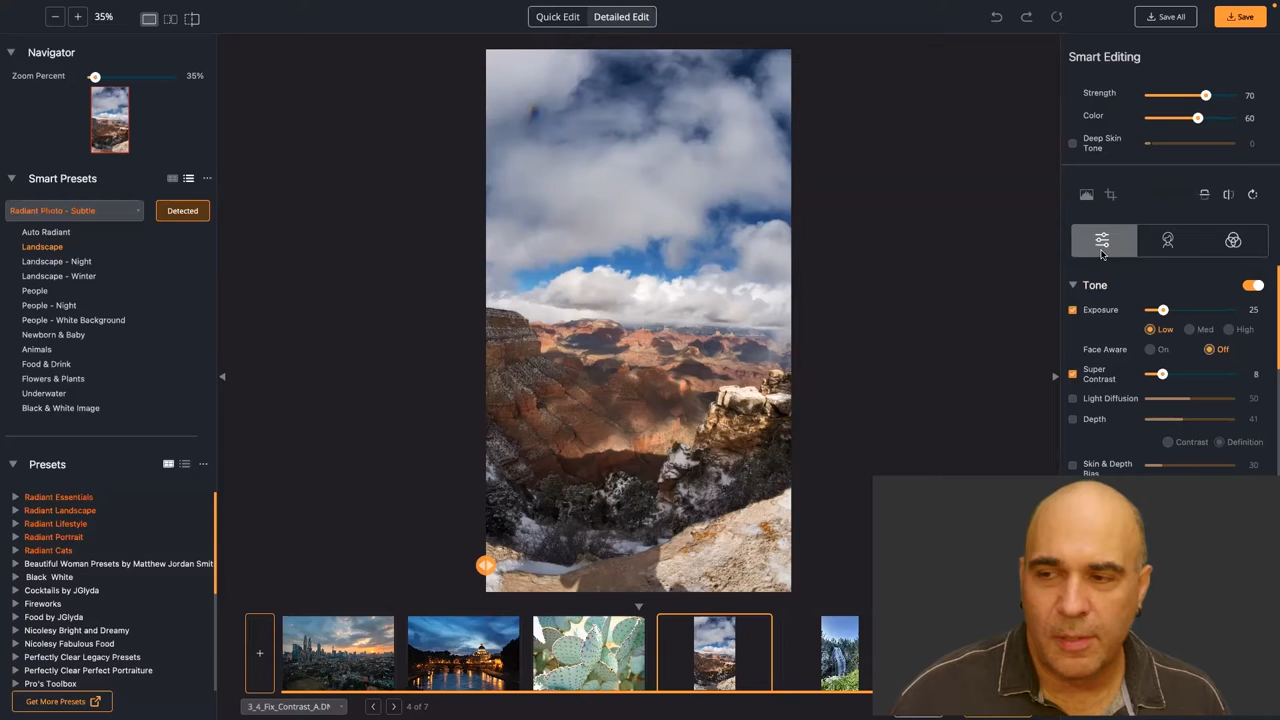 35%
Quick Edit
Detailed Edit
Save All
Save
Navigator
Zoom Percent
35%
Smart Presets
Radiant Photo - Subtle
Detected
Auto Radiant
Landscape
Landscape - Night
Landscape - Winter
People
People - Night
People - White Background
Newborn & Baby
Animals
Food & Drink
Flowers & Plants
Underwater
Black & White Image
Presets
Radiant Essentials
Radiant Landscape
Radiant Lifestyle
Radiant Portrait
Radiant Cats
Beautiful Woman Presets by Matthew Jordan Smit
Black White
Cocktails by JGlyda
Fireworks
Food by JGlyda
Nicolesy Bright and Dreamy
Nicolesy Fabulous Food
Perfectly Clear Legacy Presets
Perfectly Clear Perfect Portraiture
Pro's Toolbox
Get More Presets
3_4_Fix_Contrast_A.DN
4 of 7
Smart Editing
Strength
70
Color
60
Deep Skin
Tone
0
Tone
Exposure
25
Low
Med
High
Face Aware
On
Off
Super
Contrast
8
Light Diffusion
50
Depth
41
Contrast
Definition
Skin & Depth
Bias
30